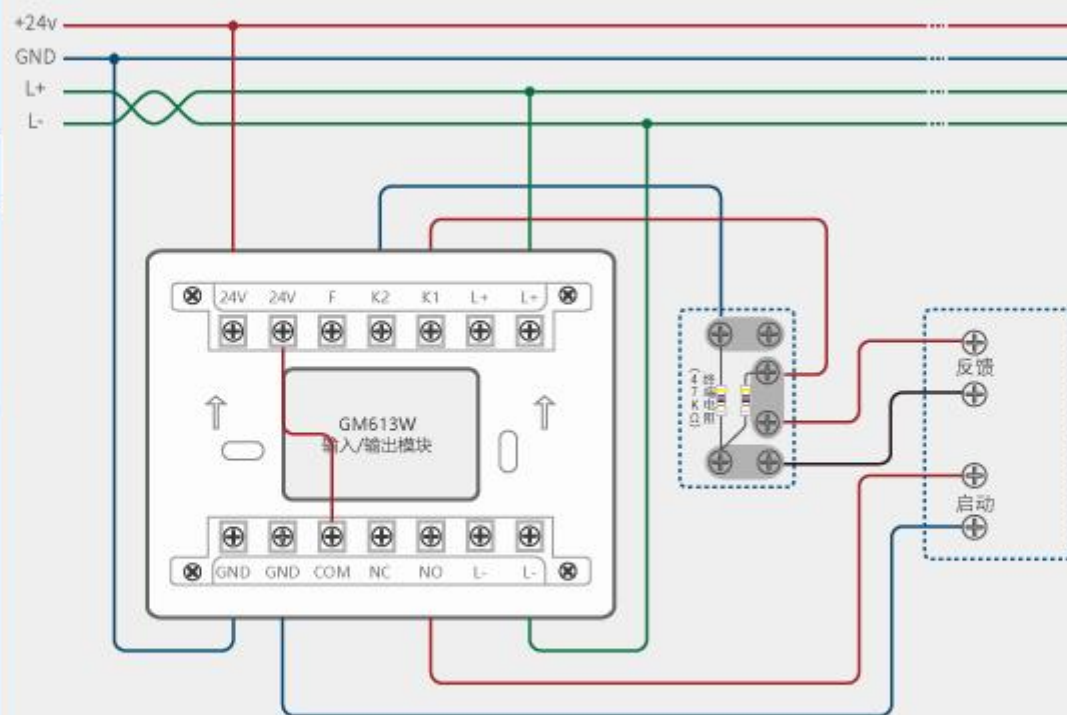 +24v
GND
L+
L-
24V 24V F K2 K1 L+ L+
GM613W
输入/输出模块
GND GND COM NC NO L- L-
终端电阻
(47KΩ)
反馈
启动